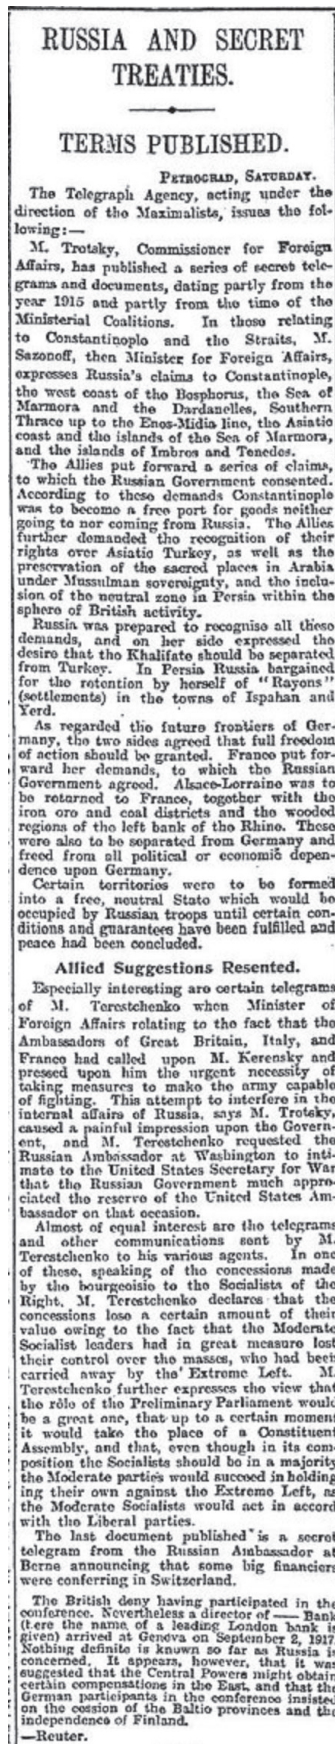 RUSSIA AND SECRET
TREATIES.
TERMS PUBLISHED.
PETROGRAD, SATURDAY.
The Telegraph Agency, acting under the
direction of the Maximalists, issues the fol-
lowing:—
M. Trotsky, Commissioner for Foreign
Affairs, has published a series of secret tele-
grams and documents, dating partly from the
year 1915 and partly from the time of the
Ministerial Coalitions. In those relating
to Constantinople and the Straits, M.
Sazonoff, then Minister for Foreign Affairs,
expresses Russia's claims to Constantinople,
the west coast of the Bosphorus, the Sea of
Marmora and the Dardanelles, Southern
Thrace up to the Enos-Midia line, the Asiatic
coast and the islands of the Sea of Marmora,
and the islands of Imbros and Tenedos.
The Allies put forward a series of claims,
to which the Russian Government consented.
According to these demands Constantinople
was to become a free port for goods neither
going to nor coming from Russia. The Allies
further demanded the recognition of their
rights over Asiatic Turkey, as well as the
preservation of the sacred places in Arabia
under Mussulman sovereignty, and the inclu-
sion of the neutral zone in Persia within the
sphere of British activity.
Russia was prepared to recognise all these
demands, and on her side expressed the
desire that the Khalifate should be separated
from Turkey. In Persia Russia bargained
for the retention by herself of "Rayons"
(settlements) in the towns of Ispahan and
Yerd.
As regarded the future frontiers of Ger-
many, the two sides agreed that full freedom
of action should be granted. France put for-
ward her demands, to which the Russian
Government agreed. Alsace-Lorraine was to
be returned to France, together with the
iron ore and coal districts and the wooded
regions of the left bank of the Rhine. These
were also to be separated from Germany and
freed from all political or economic depen-
dence upon Germany.
Certain territories were to be formed
into a free, neutral State which would be
occupied by Russian troops until certain con-
ditions and guarantees have been fulfilled and
peace had been concluded.
Allied Suggestions Resented.
Especially interesting are certain telegrams
of M. Terestchenko when Minister of
Foreign Affairs relating to the fact that the
Ambassadors of Great Britain, Italy, and
France had called upon M. Kerensky and
pressed upon him the urgent necessity of
taking measures to make the army capable
of fighting. This attempt to interfere in the
internal affairs of Russia, says M. Trotsky,
caused a painful impression upon the Govern-
ent, and M. Terestchenko requested the
Russian Ambassador at Washington to inti-
mate to the United States Secretary for War
that the Russian Government much appre-
ciated the reserve of the United States Am-
bassador on that occasion.
Almost of equal interest are the telegrams
and other communications sent by M.
Terestchenko to his various agents. In one
of these, speaking of the concessions made
by the bourgeoisie to the Socialists of the
Right, M. Terestchenko declares that the
concessions lose a certain amount of their
value owing to the fact that the Moderate
Socialist leaders had in great measure lost
their control over the masses, who had been
carried away by the Extreme Left. M.
Terestchenko further expresses the view that
the rôle of the Preliminary Parliament would
be a great one, that up to a certain moment
it would take the place of a Constituent
Assembly, and that, even though in its com-
position the Socialists should be in a majority
the Moderate parties would succeed in holding
ing their own against the Extreme Left, as
the Moderate Socialists would act in accord
with the Liberal parties.
The last document published is a secret
telegram from the Russian Ambassador at
Berne announcing that some big financiers
were conferring in Switzerland.
The British deny having participated in the
conference. Nevertheless a director of —— Bank
(here the name of a leading London bank is
given) arrived at Geneva on September 2, 1917.
Nothing definite is known so far as Russia is
concerned. It appears, however, that it was
suggested that the Central Powers might obtain
certain compensations in the East, and that the
German participants in the conference insisted
on the cession of the Baltic provinces and the
independence of Finland.
—Reuter.